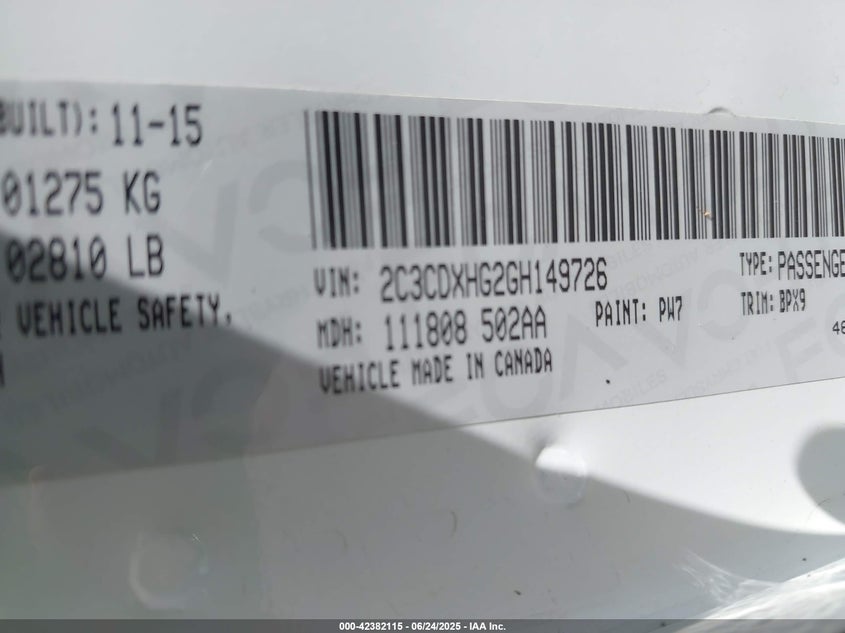 BUILT): 11-15
01275 KG
02810 LB
VEHICLE SAFETY,
VIN: 2C3CDXHG2GH149726
TYPE: PASSENGE
MDH: 111808 502AA
PAINT: PW7
TRIM: BPX9
VEHICLE MADE IN CANADA
000-42382115 - 06/24/2025 - IAA Inc.